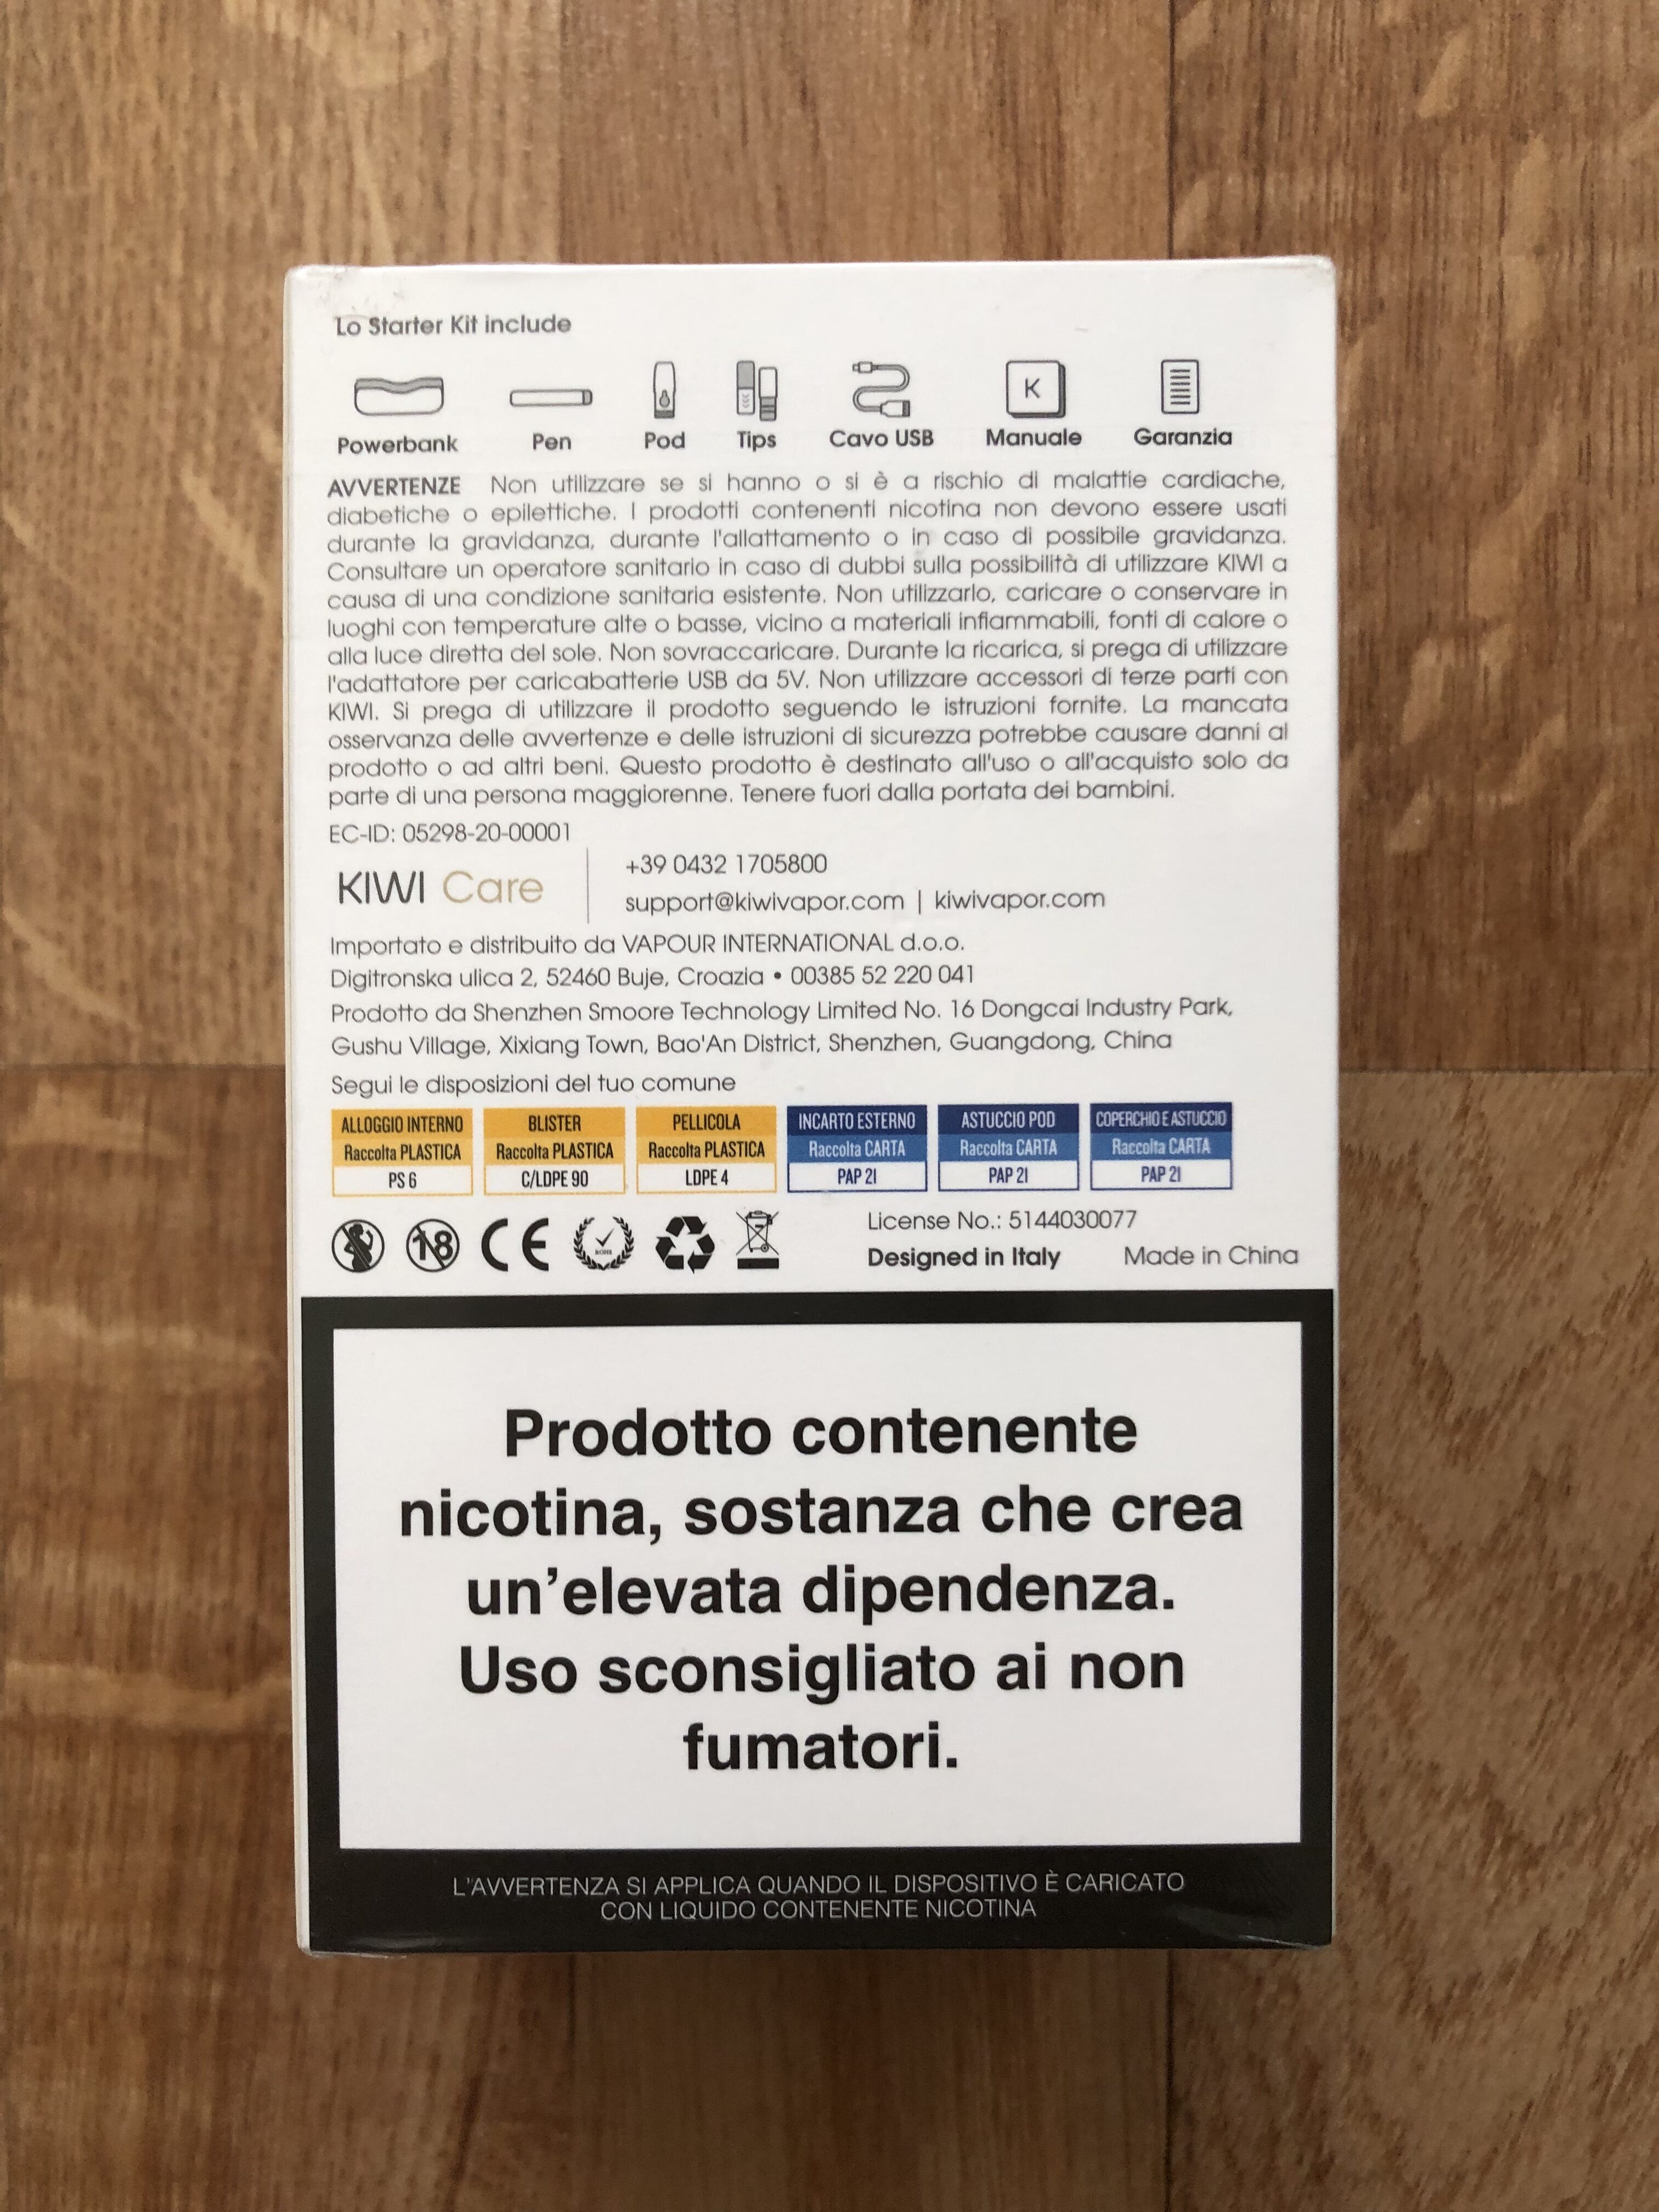 Lo Starter Kit include
K
Powerbank Pen Pod Tips Cavo USB Manuale Garanzia
AVVERTENZE Non utilizzare se si hanno o si è a rischio di malattie cardiache,
diabetiche o epilettiche. I prodotti contenenti nicotina non devono essere usati
durante la gravidanza, durante l'allattamento o in caso di possibile gravidanza.
Consultare un operatore sanitario in caso di dubbi sulla possibilità di utilizzare KIWI a
causa di una condizione sanitaria esistente. Non utilizzarlo, caricare o conservare in
luoghi con temperature alte o basse, vicino a materiali infiammabili, fonti di calore o
alla luce diretta del sole. Non sovraccaricare. Durante la ricarica, si prega di utilizzare
l'adattatore per caricabatterie USB da 5V. Non utilizzare accessori di terze parti con
KIWI. Si prega di utilizzare il prodotto seguendo le istruzioni fornite. La mancata
osservanza delle avvertenze e delle istruzioni di sicurezza potrebbe causare danni al
prodotto o ad altri beni. Questo prodotto è destinato all'uso o all'acquisto solo da
parte di una persona maggiorenne. Tenere fuori dalla portata dei bambini.
EC-ID: 05298-20-00001
KIWI Care
+39 0432 1705800
support@kiwivapor.com | kiwivapor.com
Importato e distribuito da VAPOUR INTERNATIONAL d.o.o.
Digitronska ulica 2, 52460 Buje, Croazia • 00385 52 220 041
Prodotto da Shenzhen Smoore Technology Limited No. 16 Dongcai Industry Park,
Gushu Village, Xixiang Town, Bao'An District, Shenzhen, Guangdong, China
Segui le disposizioni del tuo comune
ALLOGGIO INTERNO BLISTER PELLICOLA INCARTO ESTERNO ASTUCCIO POD COPERCHIO E ASTUCCIO
Raccolta PLASTICA Raccolta PLASTICA Raccolta PLASTICA Raccolta CARTA Raccolta CARTA Raccolta CARTA
PS 6 C/LDPE 90 LDPE 4 PAP 21 PAP 21 PAP 21
18 CE ROHS
License No.: 5144030077
Designed in Italy Made in China
Prodotto contenente
nicotina, sostanza che crea
un'elevata dipendenza.
Uso sconsigliato ai non
fumatori.
L'AVVERTENZA SI APPLICA QUANDO IL DISPOSITIVO È CARICATO
CON LIQUIDO CONTENENTE NICOTINA